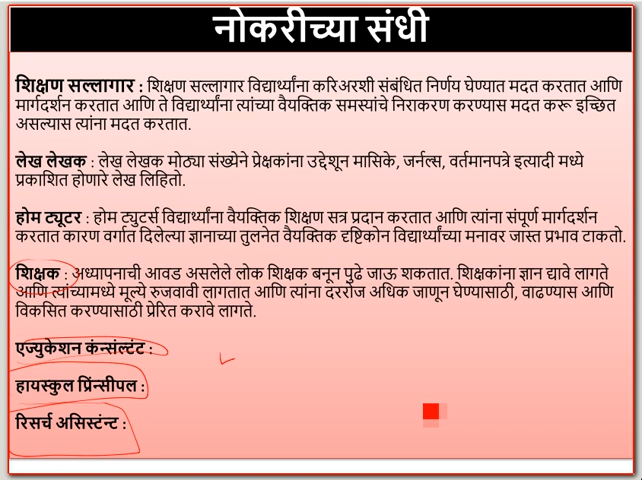 नोकरीच्या संधी
शिक्षण सल्लागार : शिक्षण सल्लागार विद्यार्थ्यांना करिअरशी संबंधित निर्णय घेण्यात मदत करतात आणि
मार्गदर्शन करतात आणि ते विद्यार्थ्यांना त्यांच्या वैयक्तिक समस्यांचे निराकरण करण्यास मदत करू इच्छित
असल्यास त्यांना मदत करतात.
लेख लेखक : लेख लेखक मोठ्या संख्येने प्रेक्षकांना उद्देशून मासिके, जर्नल्स, वर्तमानपत्रे इत्यादी मध्ये
प्रकाशित होणारे लेख लिहितो.
होम ट्यूटर : होम ट्युटर्स विद्यार्थ्यांना वैयक्तिक शिक्षण सत्र प्रदान करतात आणि त्यांना संपूर्ण मार्गदर्शन
करतात कारण वर्गात दिलेल्या ज्ञानाच्या तुलनेत वैयक्तिक दृष्टिकोन विद्यार्थ्यांच्या मनावर जास्त प्रभाव टाकतो.
शिक्षक : अध्यापनाची आवड असलेले लोक शिक्षक बनून पुढे जाऊ शकतात. शिक्षकांना ज्ञान द्यावे लागते
आणि त्यांच्यामध्ये मूल्ये रुजवावी लागतात आणि त्यांना दररोज अधिक जाणून घेण्यासाठी, वाढण्यास आणि
विकसित करण्यासाठी प्रेरित करावे लागते.
एज्युकेशन कंन्संल्टंट :
हायस्कुल प्रिंन्सीपल :
रिसर्च असिस्टंन्ट :